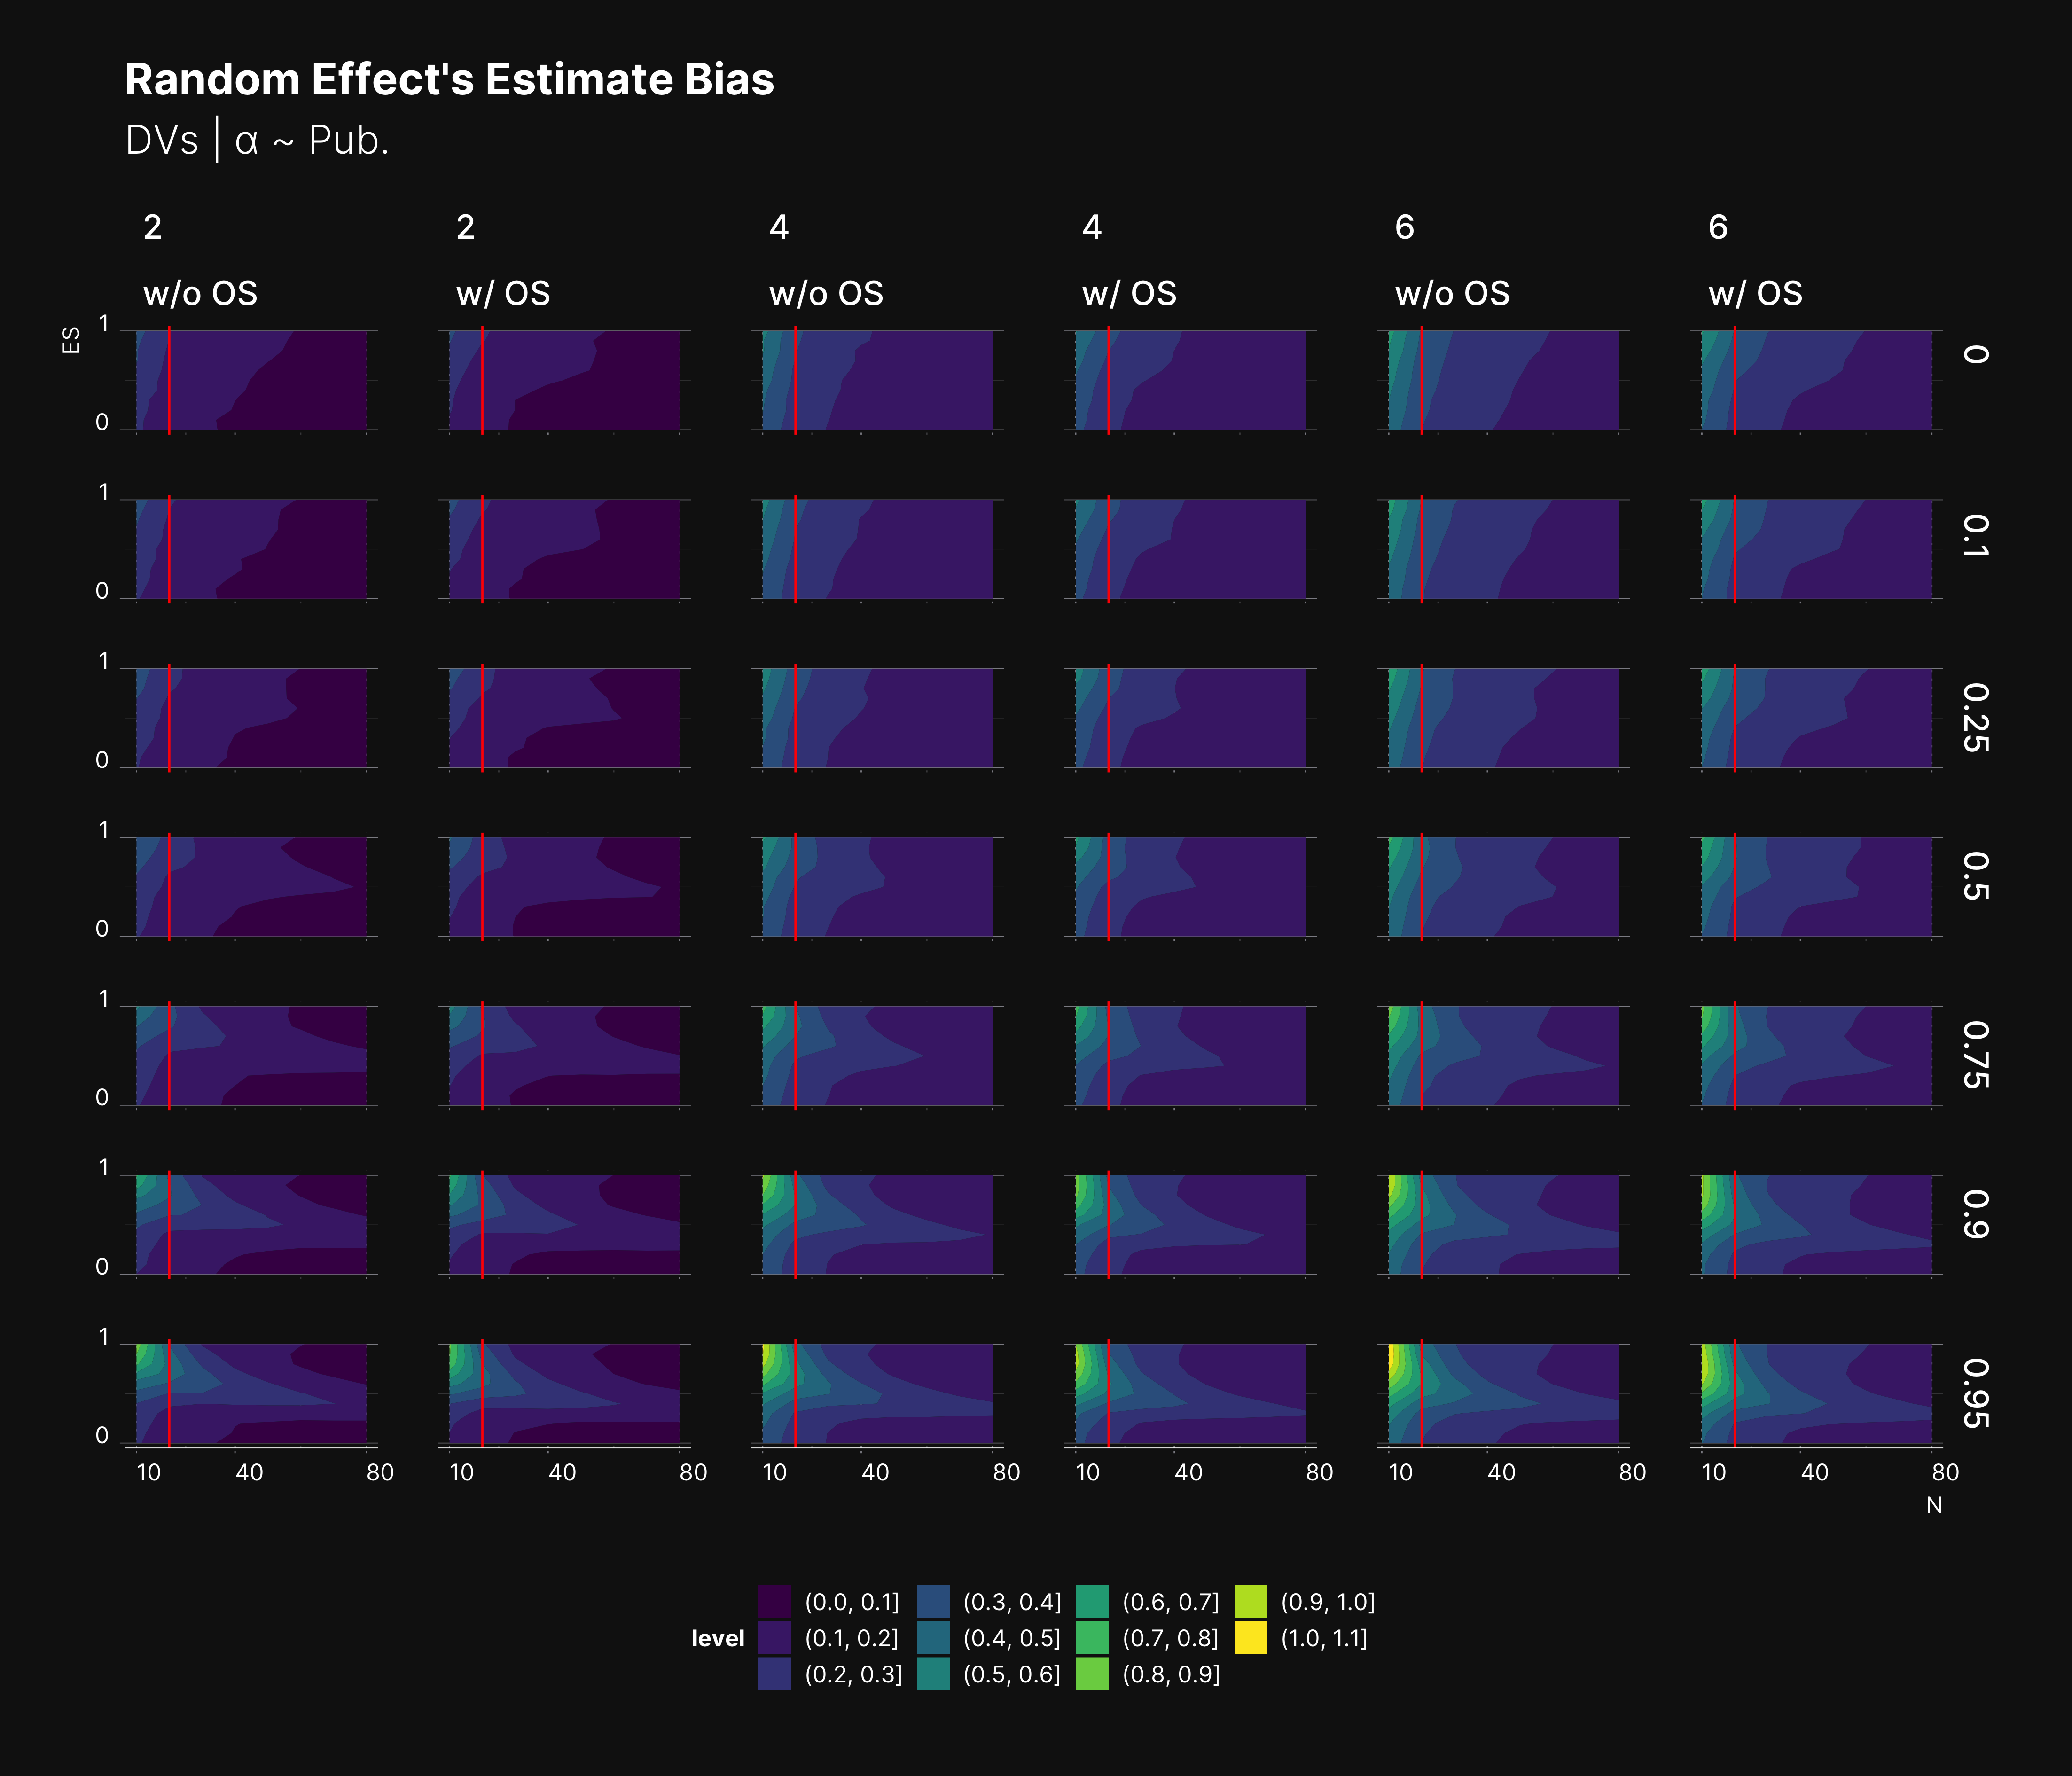 Random Effect's Estimate Bias
DVs | α ~ Pub.
2 2 4 4 6 6
w/o OS w/ OS w/o OS w/ OS w/o OS w/ OS
ES
1
0
0
1
0
0.1
1
0
0.25
1
0
0.5
1
0
0.75
1
0
0.9
1
0
0.95
10 40 80 10 40 80 10 40 80 10 40 80 10 40 80 10 40 80
N
level
(0.0, 0.1] (0.3, 0.4] (0.6, 0.7] (0.9, 1.0]
(0.1, 0.2] (0.4, 0.5] (0.7, 0.8] (1.0, 1.1]
(0.2, 0.3] (0.5, 0.6] (0.8, 0.9]